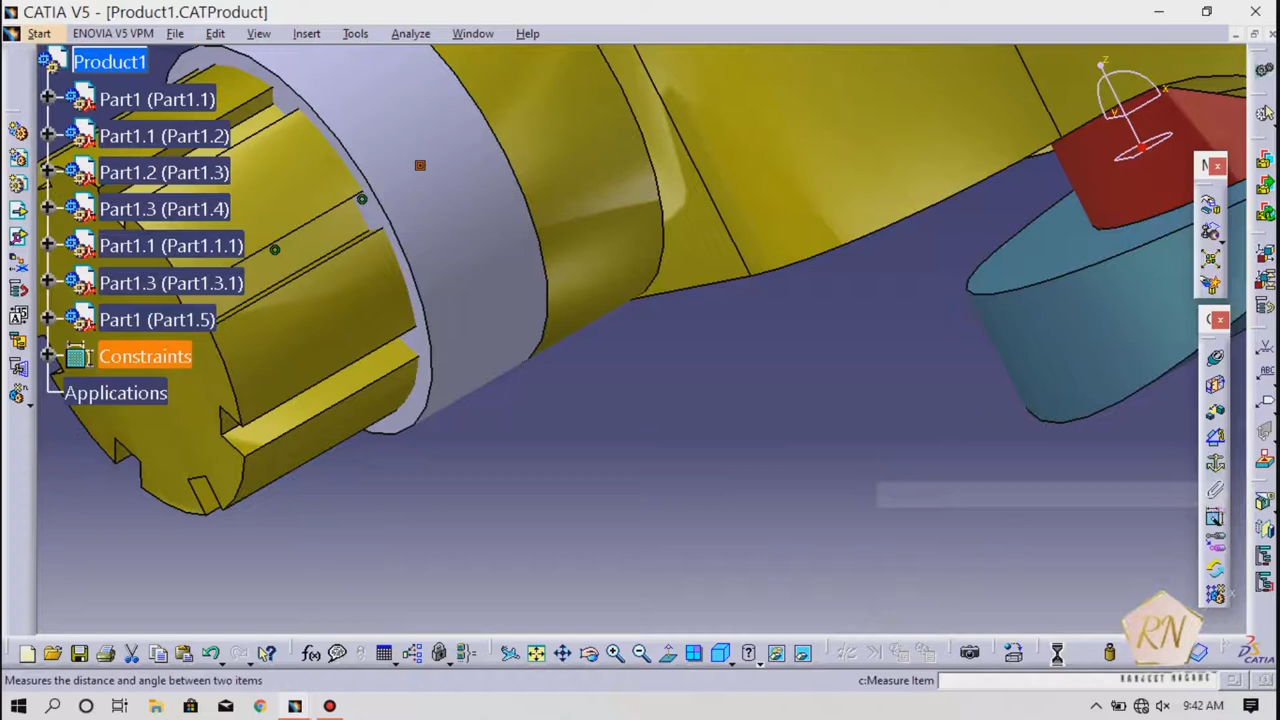 CATIA V5 - [Product1.CATProduct]
Start ENOVIA V5 VPM File Edit View Insert Tools Analyze Window Help
Product1
Part1 (Part1.1)
Part1.1 (Part1.2)
Part1.2 (Part1.3)
Part1.3 (Part1.4)
Part1.1 (Part1.1.1)
Part1.3 (Part1.3.1)
Part1 (Part1.5)
Constraints
Applications
z
x
y
RN
RANJEET NAGARE
f(x)
CATIA
Measures the distance and angle between two items c:Measure Item
9:42 AM